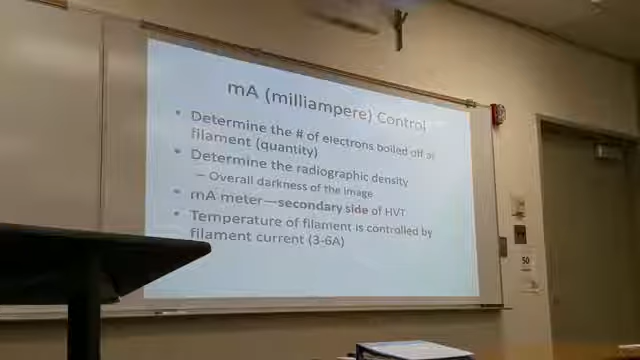 mA (milliampere) Control
• Determine the # of electrons boiled off at
filament (quantity)
• Determine the radiographic density
– Overall darkness of the image
• mA meter—secondary side of HVT
• Temperature of filament is controlled by
filament current (3-6A)
50